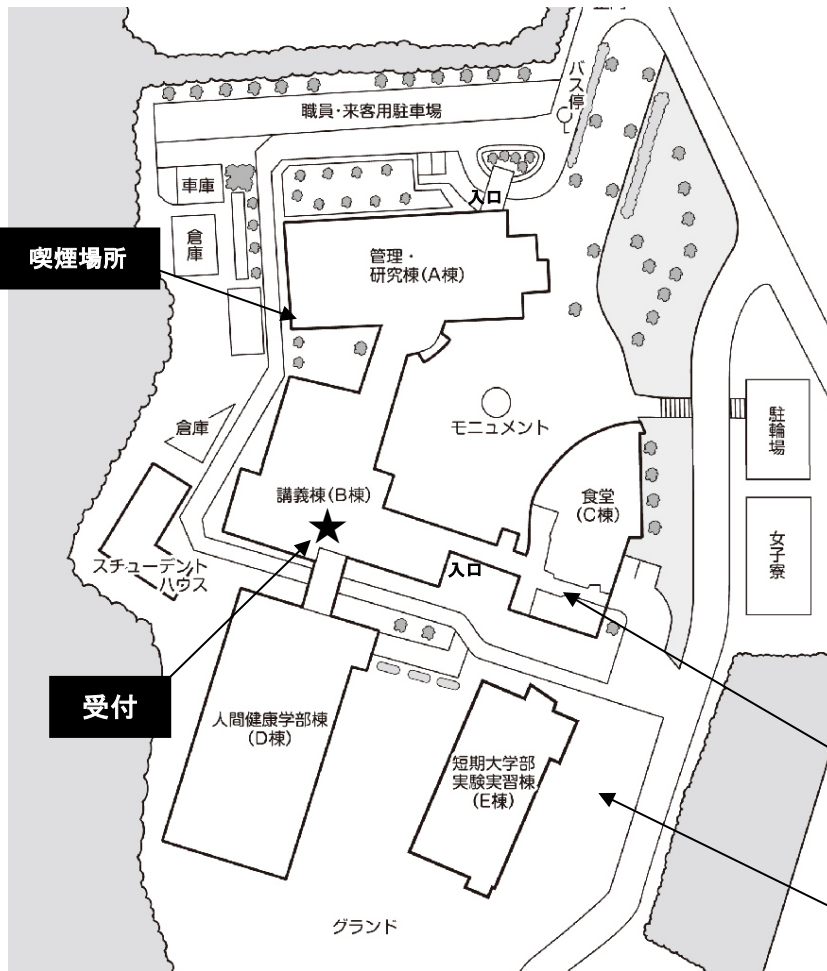 バス停
職員・来客用駐車場
車庫
入口
倉庫
喫煙場所
管理・
研究棟(A棟)
モニュメント
駐輪場
倉庫
講義棟(B棟)
食堂
(C棟)
スチューデント
ハウス
入口
女子寮
受付
人間健康学部棟
(D棟)
短期大学部
実験実習棟
(E棟)
グランド